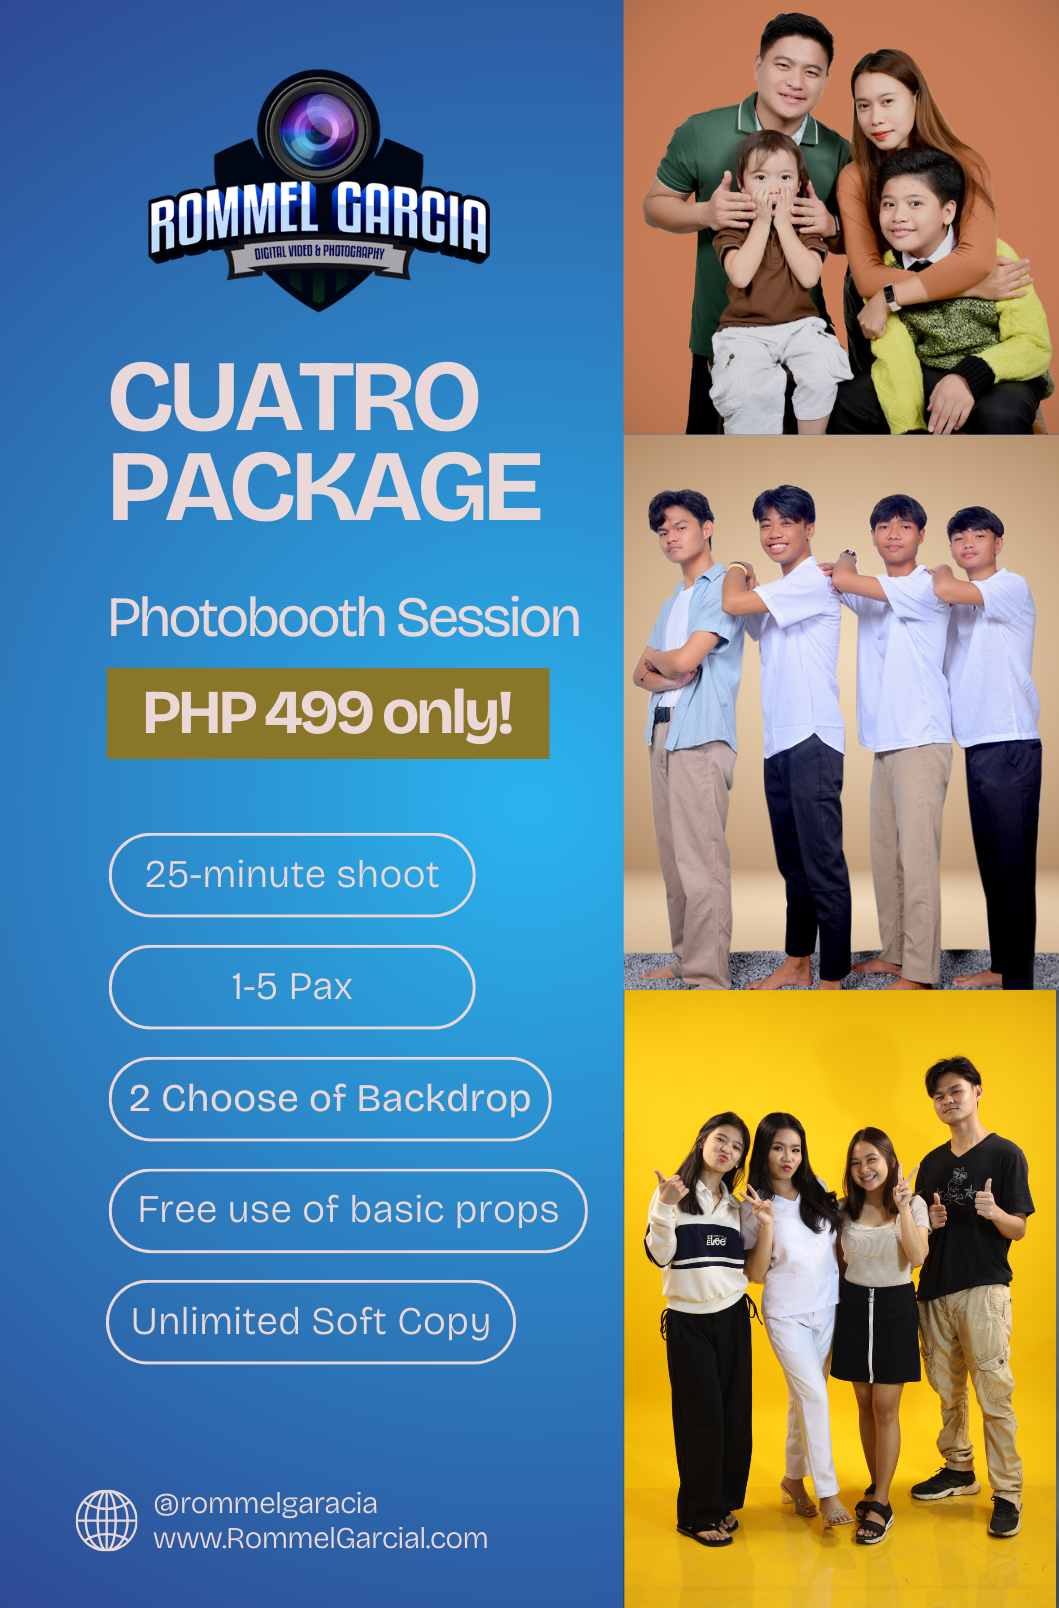 ROMMEL GARCIA
DIGITAL VIDEO & PHOTOGRAPHY
CUATRO
PACKAGE
Photobooth Session
PHP 499 only!
25-minute shoot
1-5 Pax
2 Choose of Backdrop
Free use of basic props
Unlimited Soft Copy
@rommelgaracia
www.RommelGarcial.com